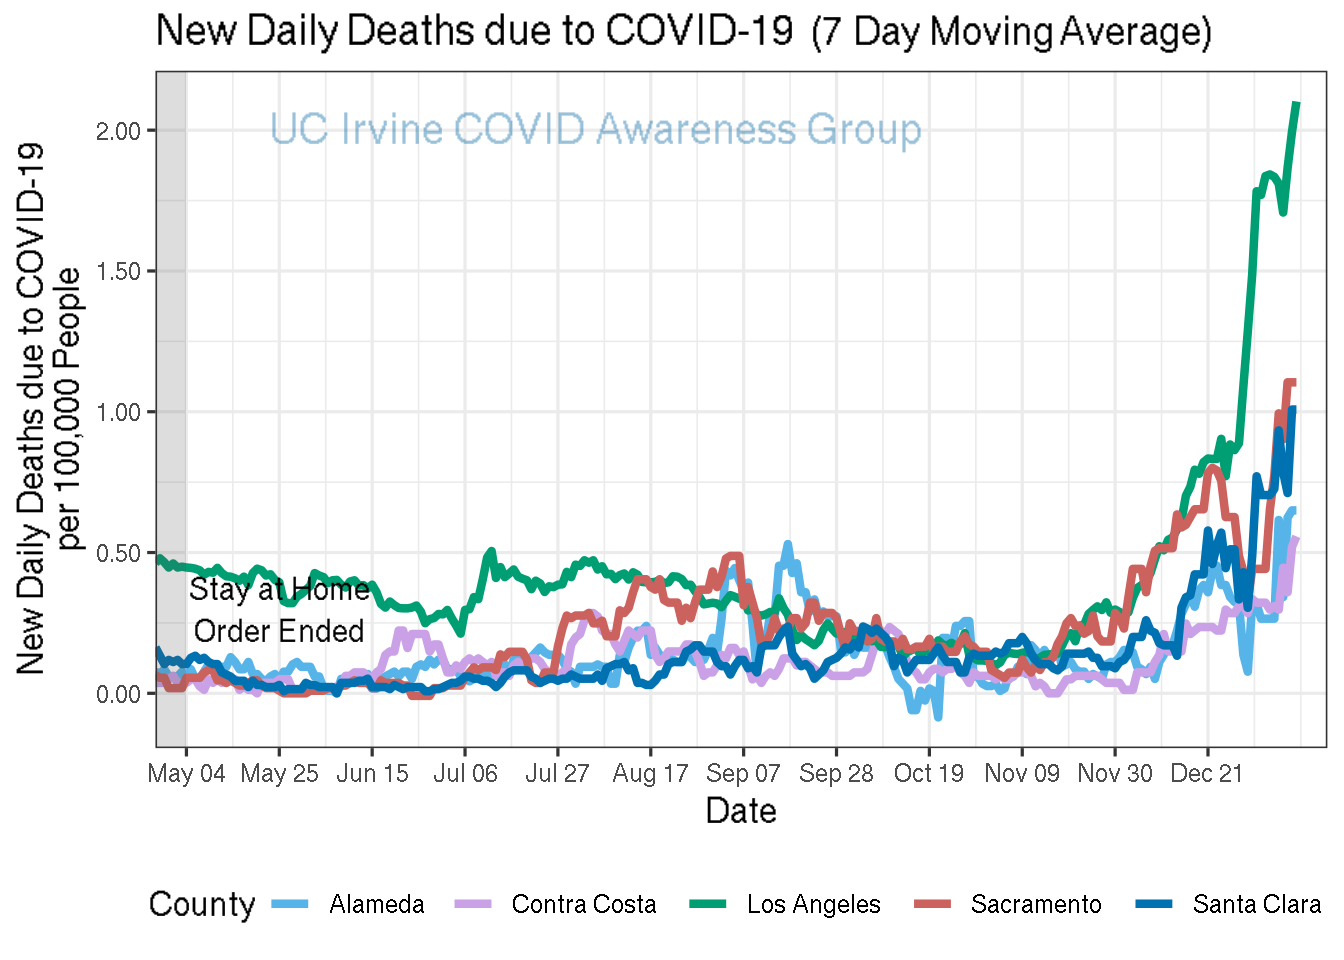 New Daily Deaths due to COVID-19 (7 Day Moving Average)
UC Irvine COVID Awareness Group
New Daily Deaths due to COVID-19
per 100,000 People
2.00
1.50
1.00
0.50
0.00
Stay at Home
Order Ended
May 04 May 25 Jun 15 Jul 06 Jul 27 Aug 17 Sep 07 Sep 28 Oct 19 Nov 09 Nov 30 Dec 21
Date
County Alameda Contra Costa Los Angeles Sacramento Santa Clara